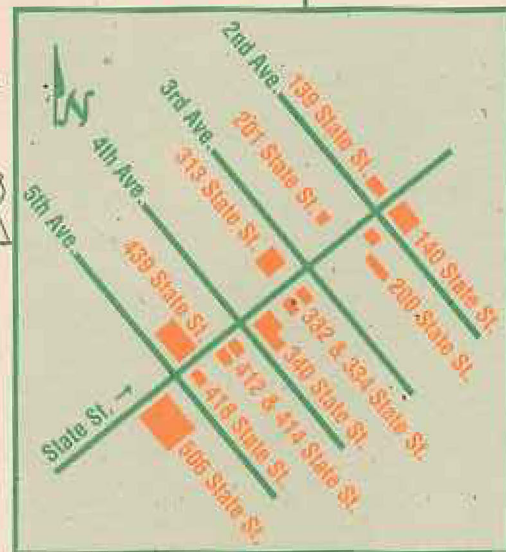 N
2nd Ave.
139 State St.
3rd Ave.
201 State St.
313 State St.
4th Ave.
439 State St.
5th Ave.
140 State St.
200 State St.
332 & 334 State St.
340 State St.
412 & 414 State St.
418 State St.
506 State St.
State St.